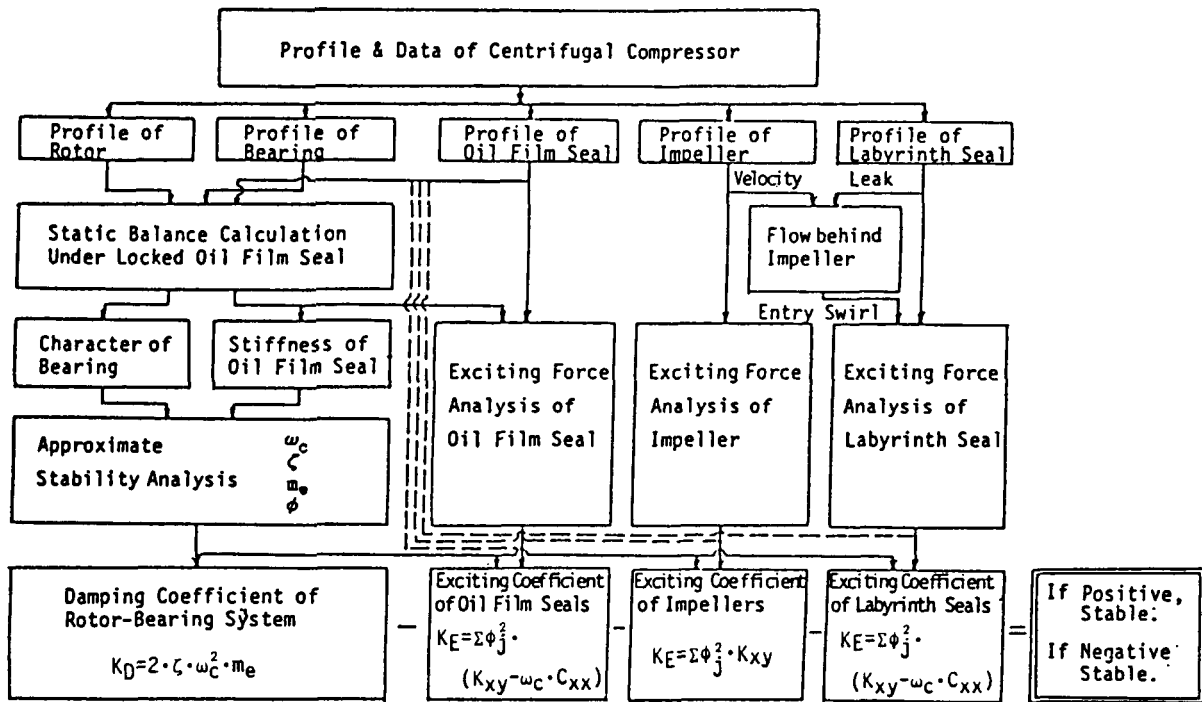 Profile & Data of Centrifugal Compressor
Profile of
Rotor
Profile of
Bearing
Profile of
Oil Film Seal
Profile of
Impeller
Profile of
Labyrinth Seal
Velocity
Leak
Static Balance Calculation
Under Locked Oil Film Seal
Flow behind
Impeller
Entry Swirl
Character of
Bearing
Stiffness of
Oil Film Seal
Exciting Force
Analysis of
Oil Film Seal
Exciting Force
Analysis of
Impeller
Exciting Force
Analysis of
Labyrinth Seal
Approximate
Stability Analysis
ω_c
ζ
m_e
φ
Damping Coefficient of
Rotor-Bearing System
K_D=2·ζ·ω_c^2·m_e
−
Exciting Coefficient
of Oil Film Seals
K_E=Σφ_j^2·
(K_xy−ω_c·C_xx)
−
Exciting Coefficient
of Impellers
K_E=Σφ_j^2·K_xy
−
Exciting Coefficient
of Labyrinth Seals
K_E=Σφ_j^2·
(K_xy−ω_c·C_xx)
=
If Positive,
Stable.
If Negative
Stable.